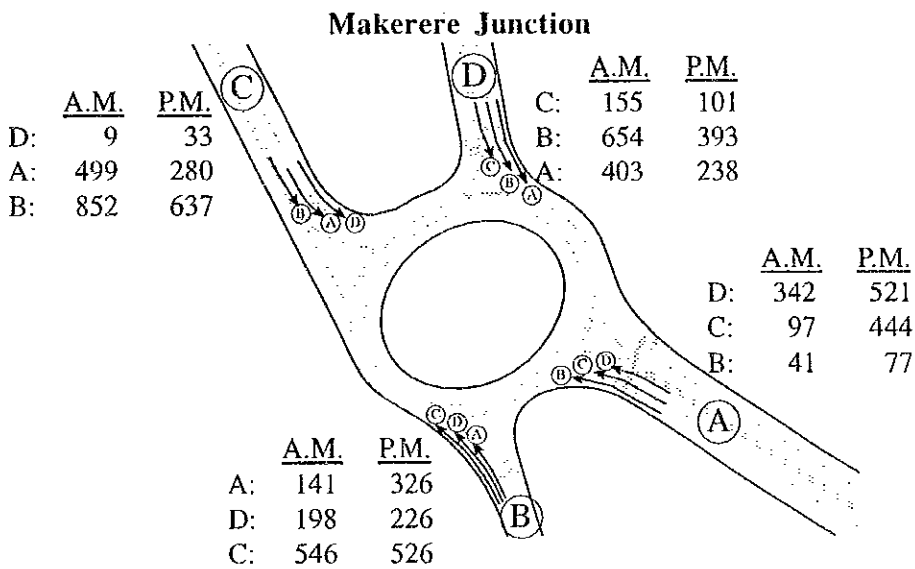 Makerere Junction
C
A.M. P.M.
D: 9 33
A: 499 280
B: 852 637
B A D
D
A.M. P.M.
C: 155 101
B: 654 393
A: 403 238
C
B
A
A.M. P.M.
D: 342 521
C: 97 444
B: 41 77
B C D
A
C D A
A.M. P.M.
A: 141 326
D: 198 226
C: 546 526
B